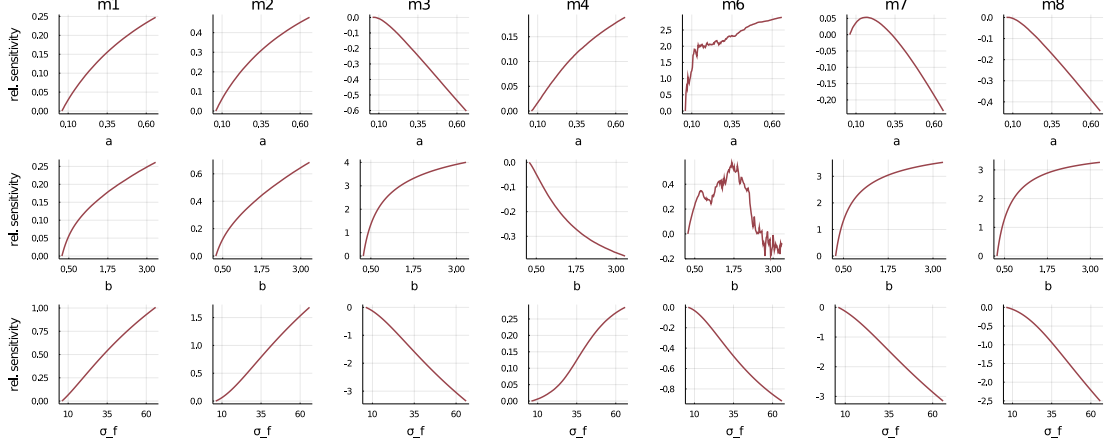 m1 m2 m3 m4 m6 m7 m8
rel. sensitivity
0,25 0,20 0,15 0,10 0,05 0,00
0,10 0,35 0,60
a
0,4 0,3 0,2 0,1 0,0
0,10 0,35 0,60
a
0,0 -0,1 -0,2 -0,3 -0,4 -0,5 -0,6
0,10 0,35 0,60
a
0,15 0,10 0,05 0,00
0,10 0,35 0,60
a
2,5 2,0 1,5 1,0 0,5 0,0
0,10 0,35 0,60
a
0,05 0,00 -0,05 -0,10 -0,15 -0,20
0,10 0,35 0,60
a
0,0 -0,1 -0,2 -0,3 -0,4
0,10 0,35 0,60
a
rel. sensitivity
0,25 0,20 0,15 0,10 0,05 0,00
0,50 1,75 3,00
b
0,6 0,4 0,2 0,0
0,50 1,75 3,00
b
4 3 2 1 0
0,50 1,75 3,00
b
0,0 -0,1 -0,2 -0,3
0,50 1,75 3,00
b
0,4 0,2 0,0 -0,2
0,50 1,75 3,00
b
3 2 1 0
0,50 1,75 3,00
b
3 2 1 0
0,50 1,75 3,00
b
rel. sensitivity
1,00 0,75 0,50 0,25 0,00
10 35 60
σ_f
1,5 1,0 0,5 0,0
10 35 60
σ_f
0 -1 -2 -3
10 35 60
σ_f
0,25 0,20 0,15 0,10 0,05 0,00
10 35 60
σ_f
0,0 -0,2 -0,4 -0,6 -0,8
10 35 60
σ_f
0 -1 -2 -3
10 35 60
σ_f
0,0 -0,5 -1,0 -1,5 -2,0 -2,5
10 35 60
σ_f